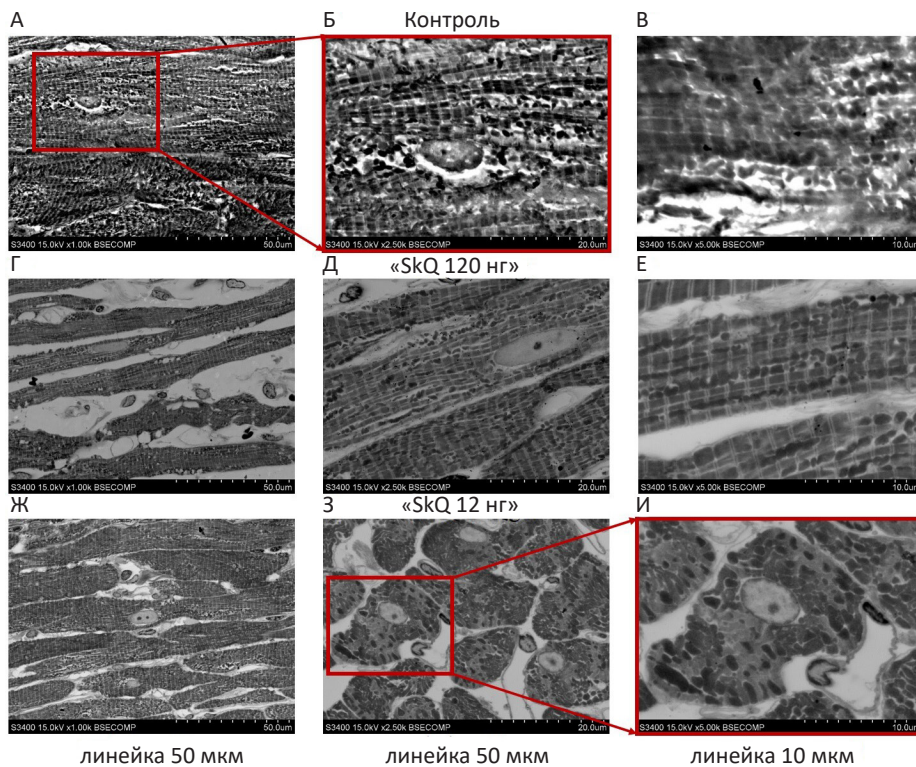 А Б Контроль В
S3400 15.0kV x1.00k BSECOMP 50.0um
S3400 15.0kV x2.50k BSECOMP 20.0um
S3400 15.0kV x5.00k BSECOMP 10.0um
Г Д «SkQ 120 нг» Е
S3400 15.0kV x1.00k BSECOMP 50.0um
S3400 15.0kV x2.50k BSECOMP 20.0um
S3400 15.0kV x5.00k BSECOMP 10.0um
Ж З «SkQ 12 нг» И
S3400 15.0kV x1.00k BSECOMP 50.0um
S3400 15.0kV x2.50k BSECOMP 20.0um
S3400 15.0kV x5.00k BSECOMP 10.0um
линейка 50 мкм линейка 50 мкм линейка 10 мкм